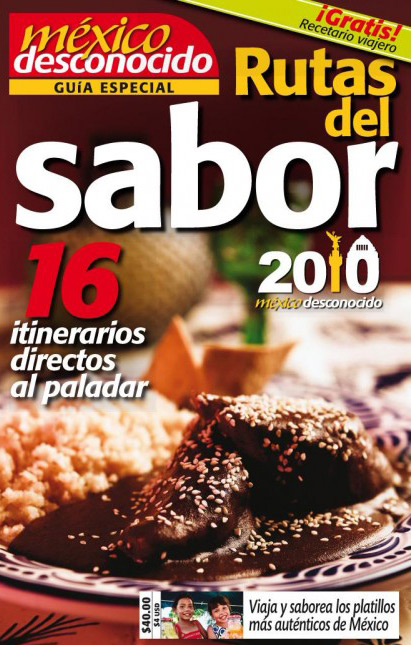 ¡Gratis!
Recetario viajero
méxico
desconocido
GUÍA ESPECIAL
Rutas
del
sabor
16
itinerarios
directos
al paladar
2010
méxico desconocido
$40.00
$4 USD
Viaja y saborea los platillos
más auténticos de México